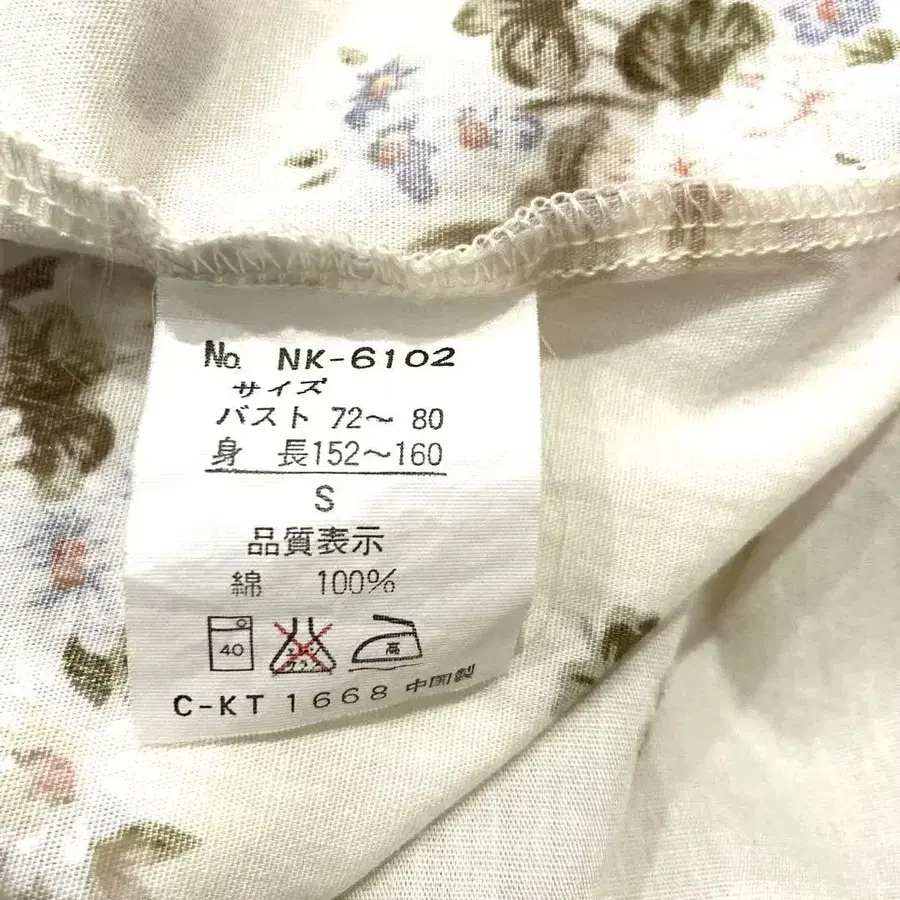 No. NK-6102
サイズ
バスト 72〜 80
身 長152〜160
S
品質表示
綿 100%
40 高
C-KT 1668 中国製